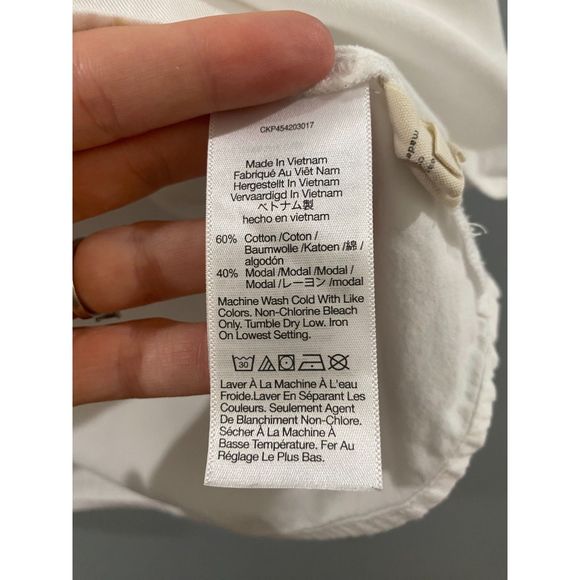 CKP454203017
Made In Vietnam
Fabriqué Au Viêt Nam
Hergestellt In Vietnam
Vervaardigd In Vietnam
ベトナム製
hecho en vietnam
60% Cotton /Coton /
Baumwolle /Katoen /綿 /
algodón
40% Modal /Modal /Modal /
Modal /レーヨン /modal
Machine Wash Cold With Like
Colors. Non-Chlorine Bleach
Only. Tumble Dry Low. Iron
On Lowest Setting.
30
Laver À La Machine À L'eau
Froide.Laver En Séparant Les
Couleurs. Seulement Agent
De Blanchiment Non-Chlore.
Sécher À La Machine À
Basse Température. Fer Au
Réglage Le Plus Bas.
made